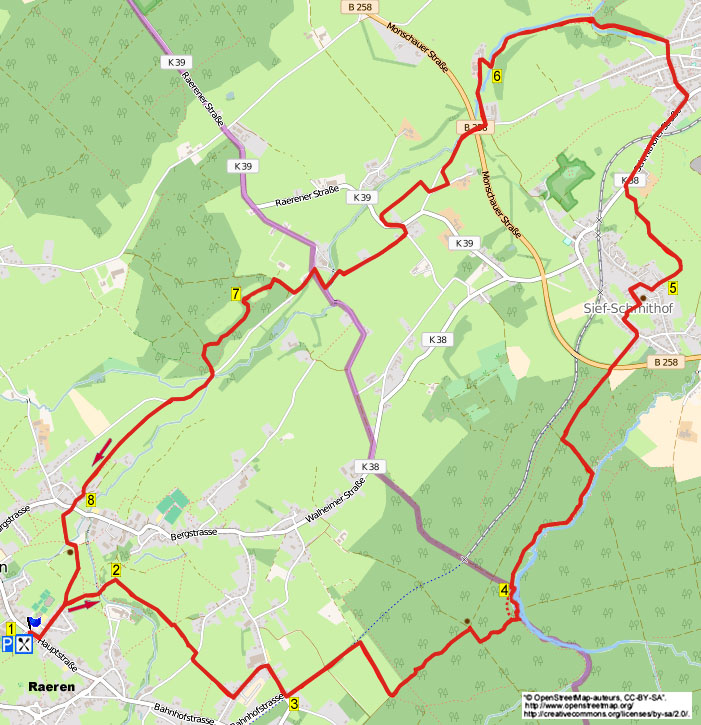 B 258
Monschauer Straße
K 39
Raerener Straße
6
B 258
K 39
Monschauer Straße
K 38
Raerener Straße
K 39
K 39
7
5
Sief-Schmithof
K 38
B 258
K 38
Walheimer Straße
8
Bergstrasse
2
4
1
P
Hauptstraße
Raeren
Bahnhofstrasse
Bahnhofstrasse
3
"© OpenStreetMap-auteurs, CC-BY-SA".
http://www.openstreetmap.org/
http://creativecommons.org/licenses/by-sa/2.0/.